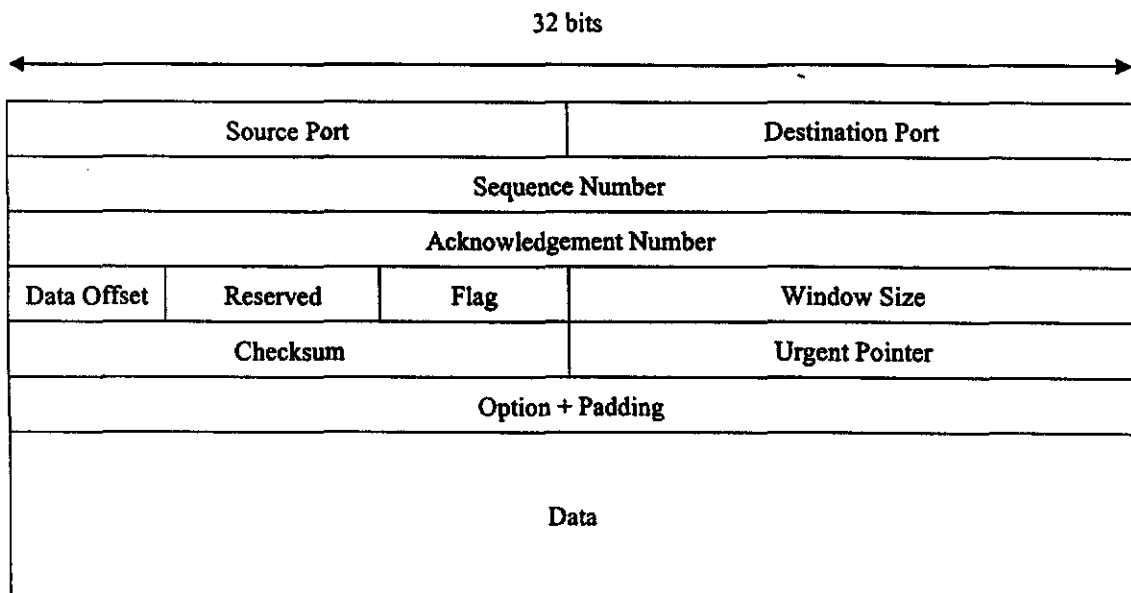 32 bits
Source Port
Destination Port
Sequence Number
Acknowledgement Number
Data Offset
Reserved
Flag
Window Size
Checksum
Urgent Pointer
Option + Padding
Data